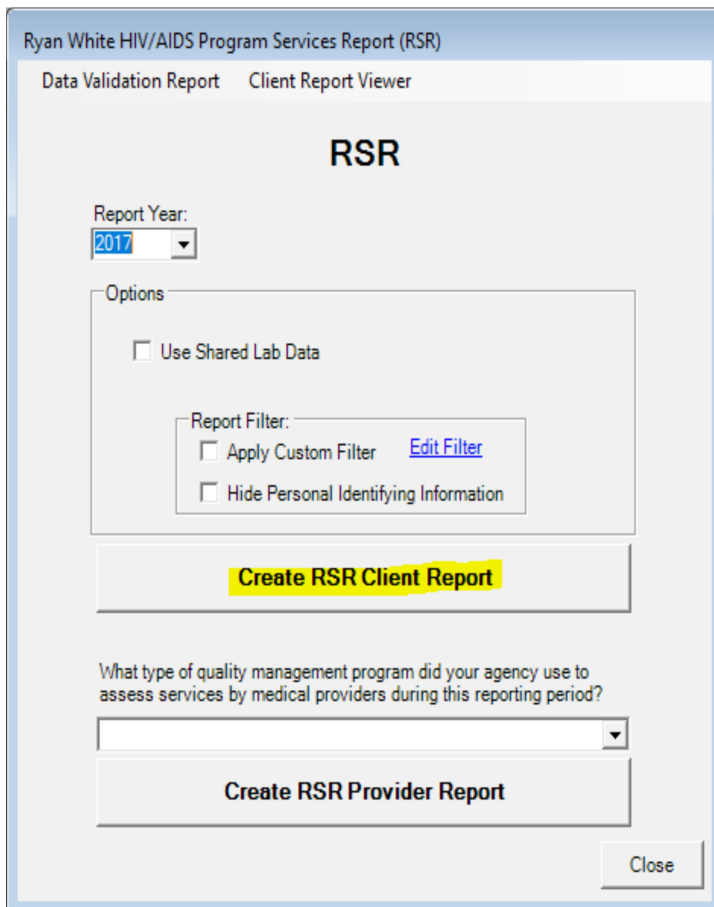 Ryan White HIV/AIDS Program Services Report (RSR)
Data Validation Report Client Report Viewer
RSR
Report Year:
2017
Options
Use Shared Lab Data
Report Filter:
Apply Custom Filter Edit Filter
Hide Personal Identifying Information
Create RSR Client Report
What type of quality management program did your agency use to
assess services by medical providers during this reporting period?
Create RSR Provider Report
Close